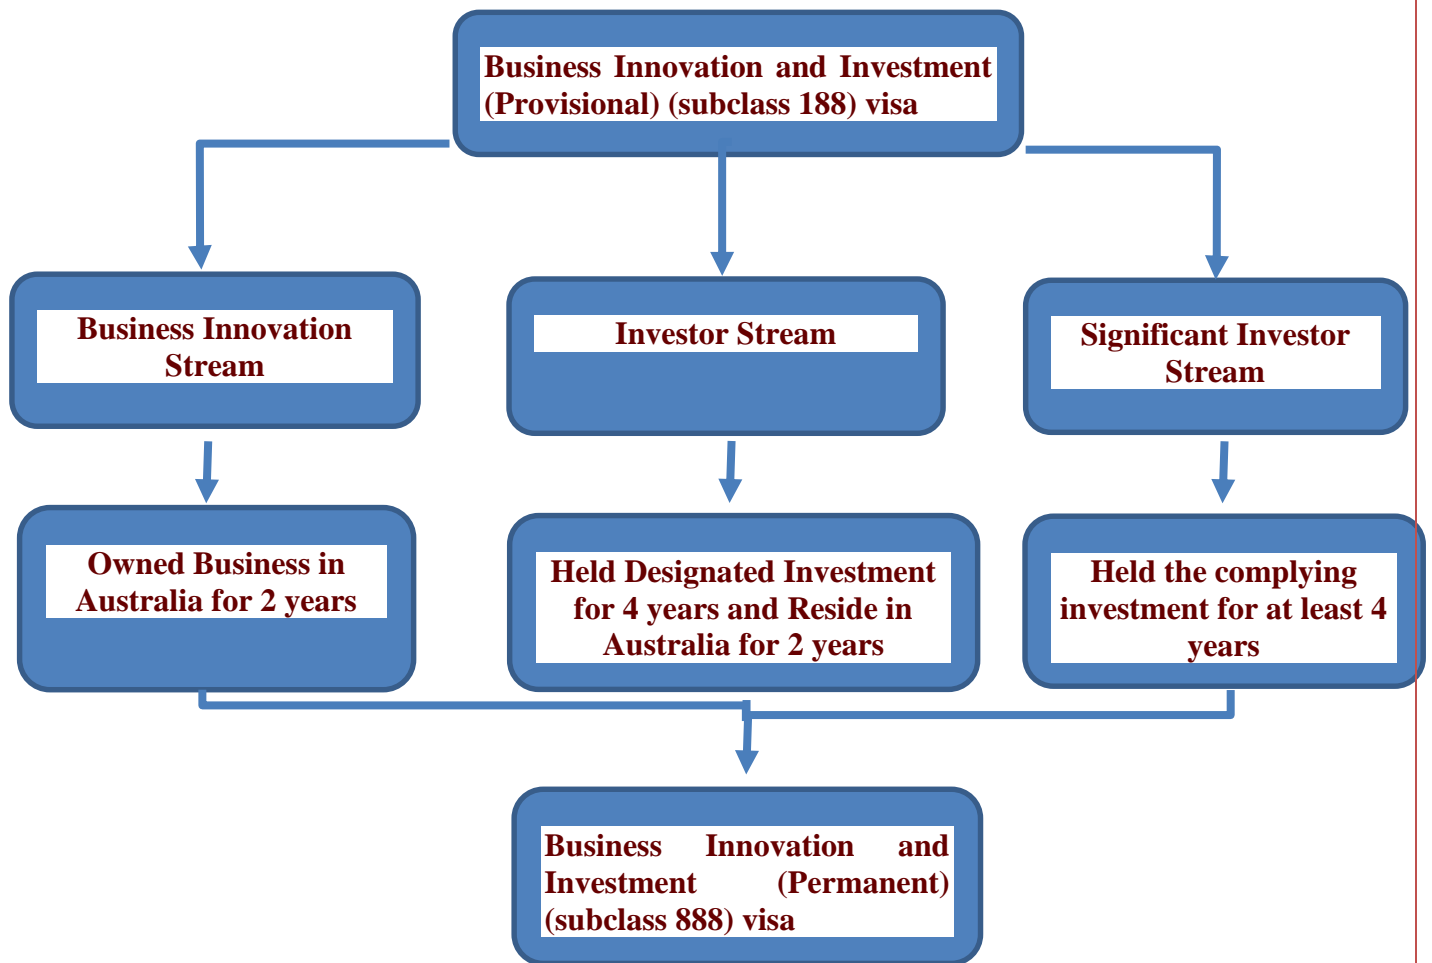 Business Innovation and Investment
(Provisional) (subclass 188) visa
Business Innovation
Stream
Investor Stream
Significant Investor
Stream
Owned Business in
Australia for 2 years
Held Designated Investment
for 4 years and Reside in
Australia for 2 years
Held the complying
investment for at least 4
years
Business Innovation and
Investment (Permanent)
(subclass 888) visa